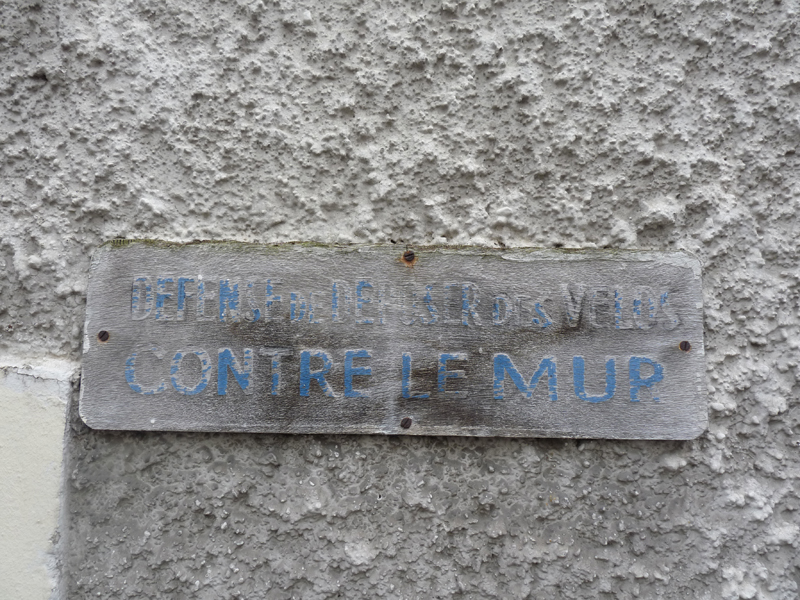 DEFENSE DE DEPOSER DES VELOS
CONTRE LE MUR